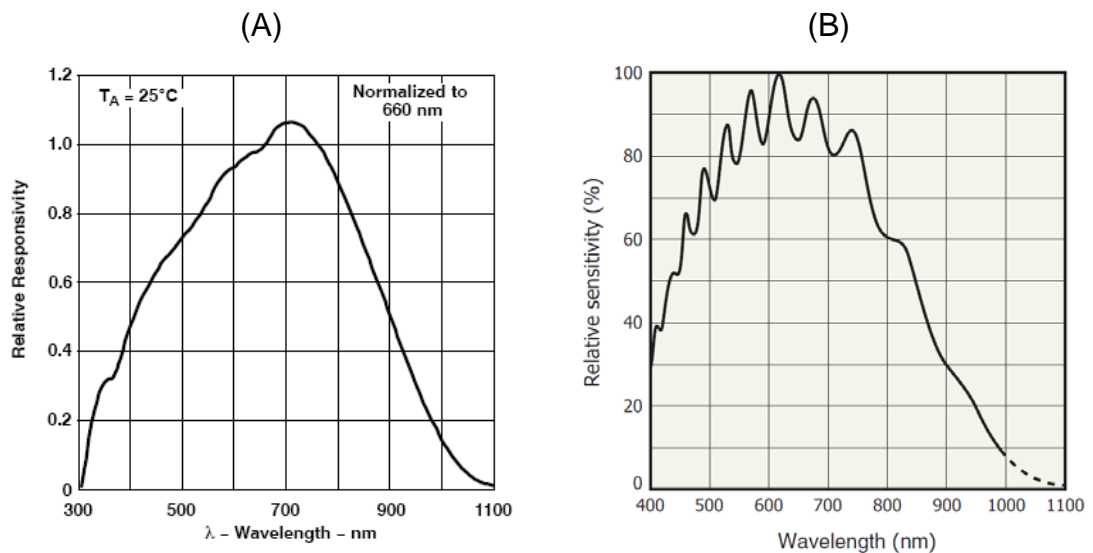 (A)
(B)
T_A = 25°C
Normalized to
660 nm
1.2
1.0
0.8
0.6
0.4
0.2
0
Relative Responsivity
300 500 700 900 1100
λ – Wavelength – nm
100
80
60
40
20
0
Relative sensitivity (%)
400 500 600 700 800 900 1000 1100
Wavelength (nm)